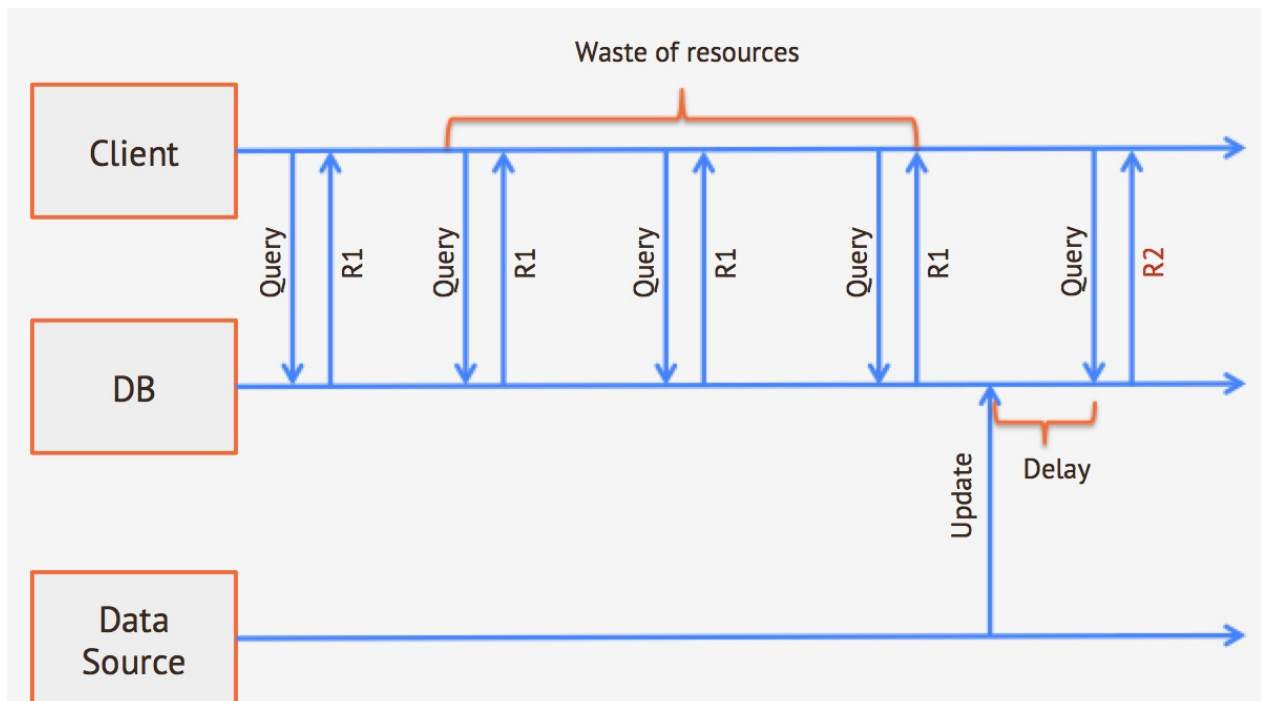 Waste of resources
Client
Query
R1
Query
R1
Query
R1
Query
R1
Query
R2
DB
Delay
Update
Data
Source